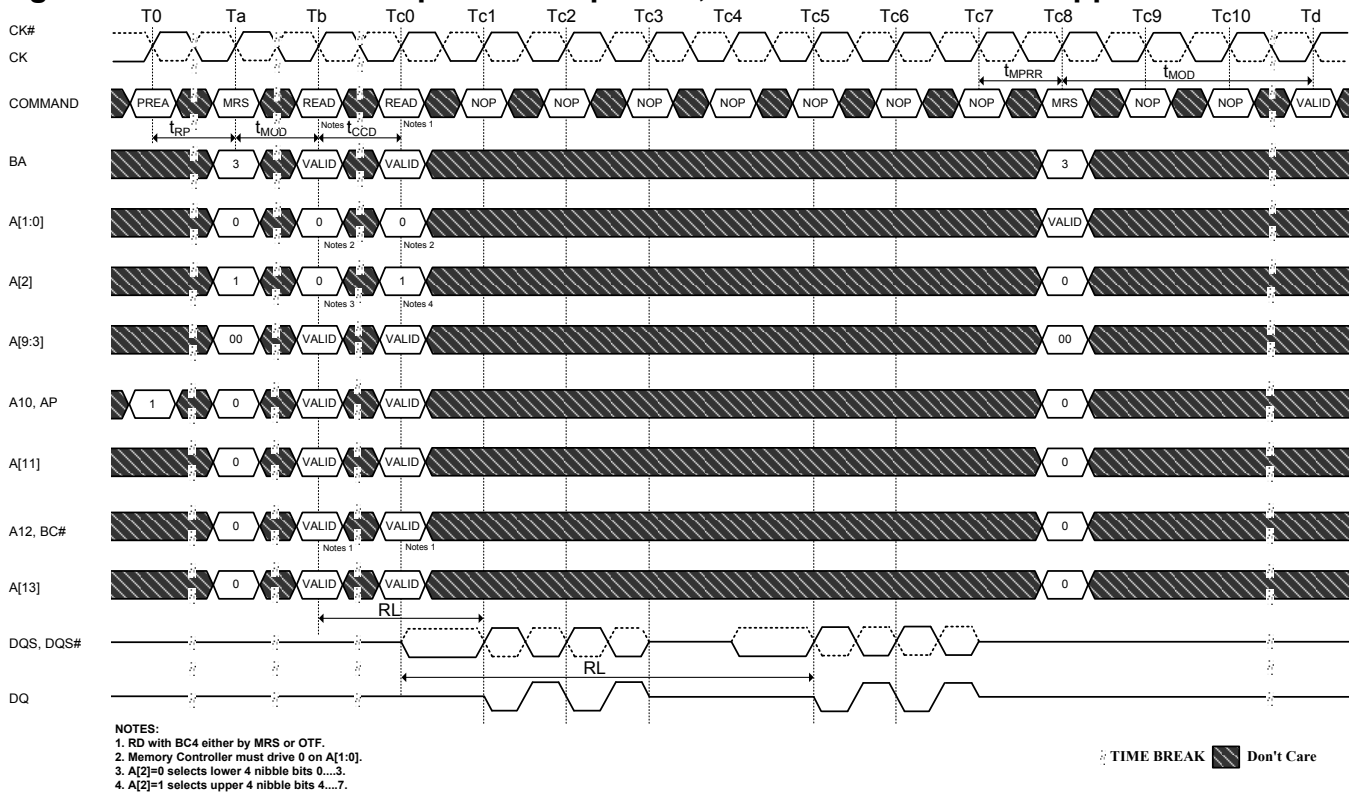 T0 Ta Tb Tc0 Tc1 Tc2 Tc3 Tc4 Tc5 Tc6 Tc7 Tc8 Tc9 Tc10 Td
CK#
CK
tMPRR tMOD
COMMAND PREA MRS READ READ NOP NOP NOP NOP NOP NOP NOP MRS NOP NOP VALID
Notes 1 Notes 1
tRP tMOD tCCD
BA 3 VALID VALID 3
A[1:0] 0 0 0 VALID
Notes 2 Notes 2
A[2] 1 0 1 0
Notes 3 Notes 4
A[9:3] 00 VALID VALID 00
A10, AP 1 0 VALID VALID 0
A[11] 0 VALID VALID 0
A12, BC# 0 VALID VALID 0
Notes 1 Notes 1
A[13] 0 VALID VALID 0
RL
DQS, DQS#
RL
DQ
NOTES:
1. RD with BC4 either by MRS or OTF.
2. Memory Controller must drive 0 on A[1:0].
3. A[2]=0 selects lower 4 nibble bits 0....3.
4. A[2]=1 selects upper 4 nibble bits 4....7.
TIME BREAK Don't Care